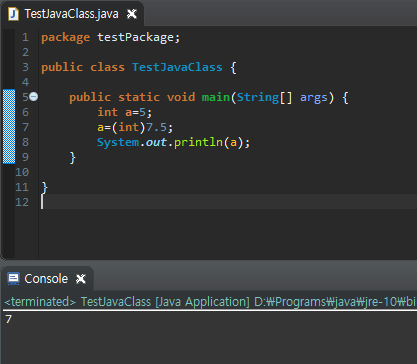 TestJavaClass.java
1 package testPackage;
2
3 public class TestJavaClass {
4
5 public static void main(String[] args) {
6 int a=5;
7 a=(int)7.5;
8 System.out.println(a);
9 }
10
11 }
12
Console
<terminated> TestJavaClass [Java Application] D:₩Programs₩java₩jre-10₩bi
7